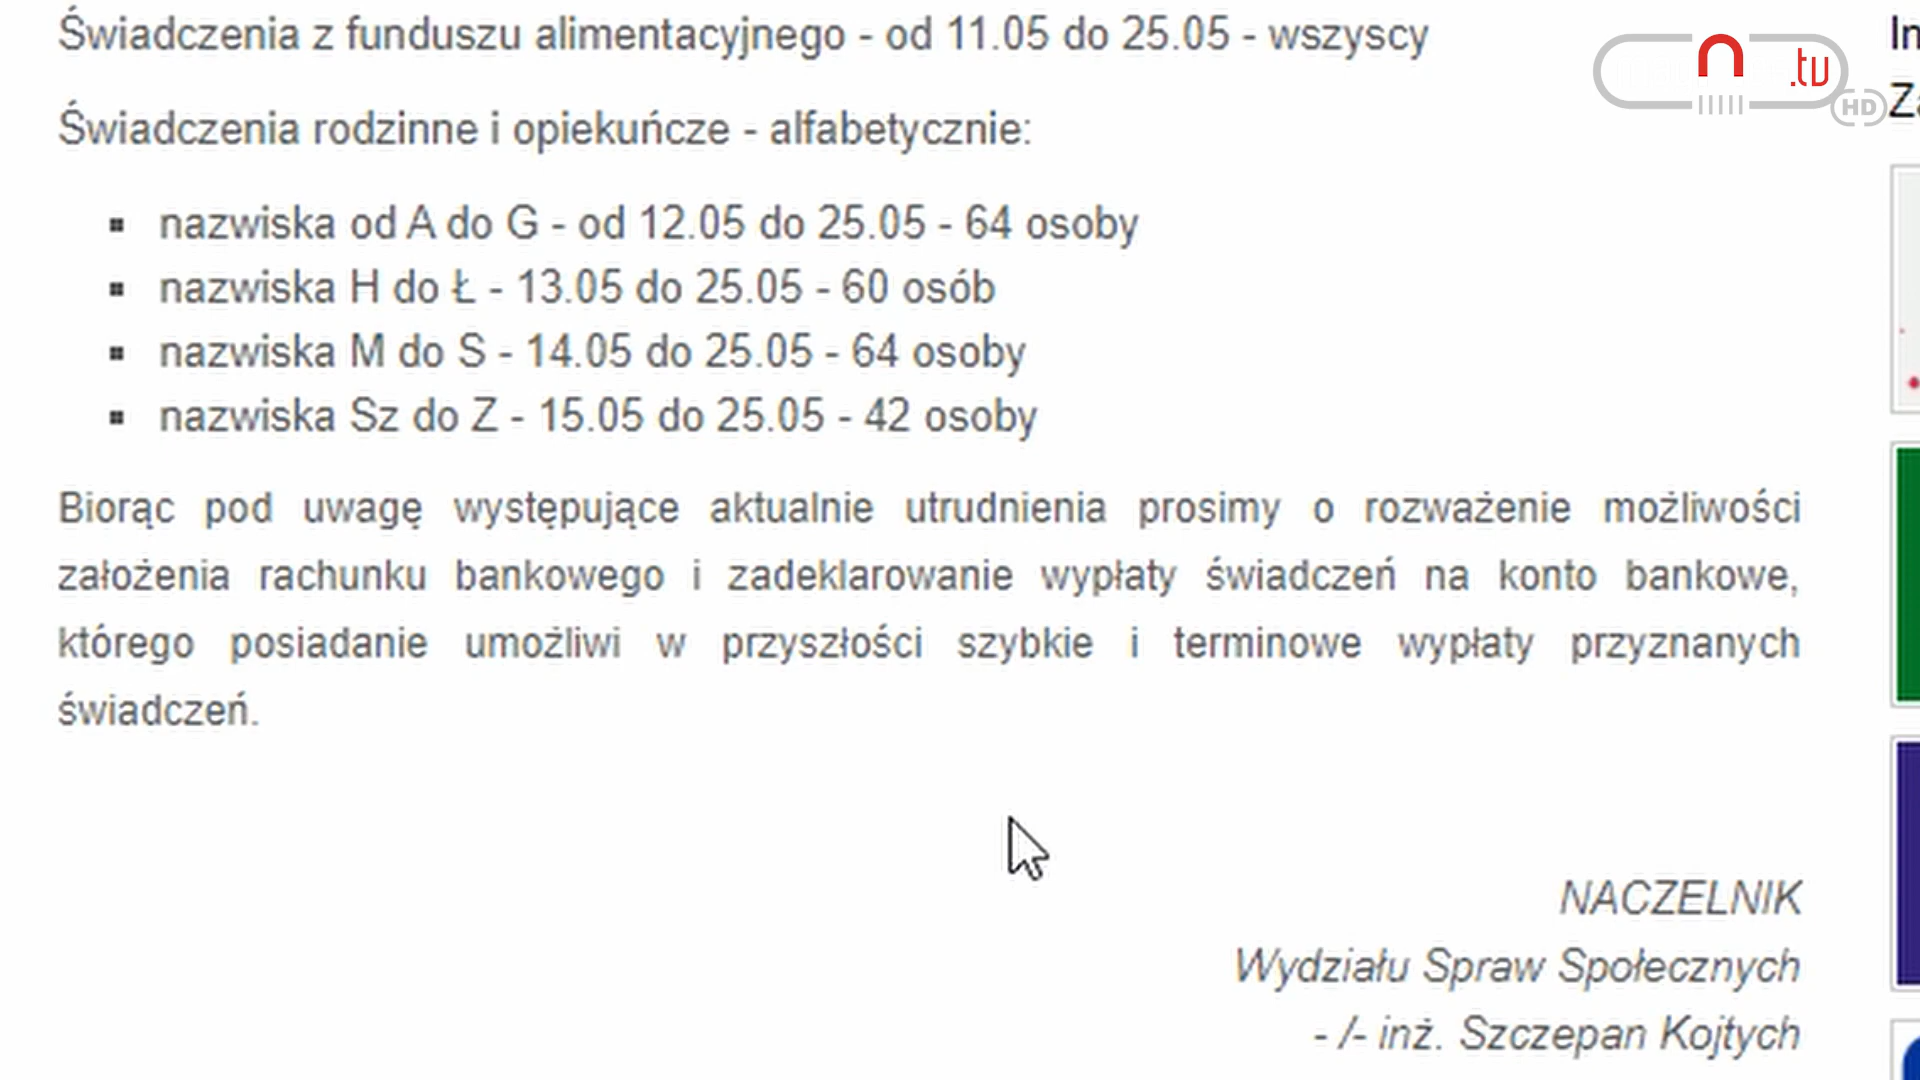 Świadczenia z funduszu alimentacyjnego - od 11.05 do 25.05 - wszyscy
Świadczenia rodzinne i opiekuńcze - alfabetycznie:
nazwiska od A do G - od 12.05 do 25.05 - 64 osoby
nazwiska H do Ł - 13.05 do 25.05 - 60 osób
nazwiska M do S - 14.05 do 25.05 - 64 osoby
nazwiska Sz do Z - 15.05 do 25.05 - 42 osoby
Biorąc pod uwagę występujące aktualnie utrudnienia prosimy o rozważenie możliwości
założenia rachunku bankowego i zadeklarowanie wypłaty świadczeń na konto bankowe,
którego posiadanie umożliwi w przyszłości szybkie i terminowe wypłaty przyznanych
świadczeń.
NACZELNIK
Wydziału Spraw Społecznych
- /- inż. Szczepan Kojtych
n.tv
HD